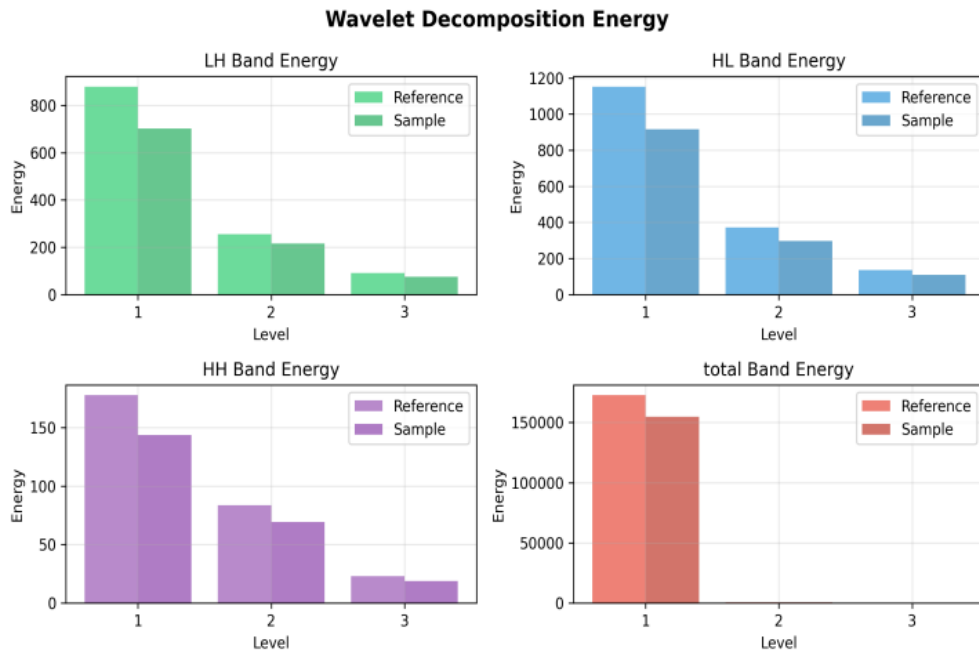 Wavelet Decomposition Energy
LH Band Energy
Energy
800
600
400
200
0
Reference
Sample
1 2 3
Level
HL Band Energy
Energy
1200
1000
800
600
400
200
0
Reference
Sample
1 2 3
Level
HH Band Energy
Energy
150
100
50
0
Reference
Sample
1 2 3
Level
total Band Energy
Energy
150000
100000
50000
0
Reference
Sample
1 2 3
Level